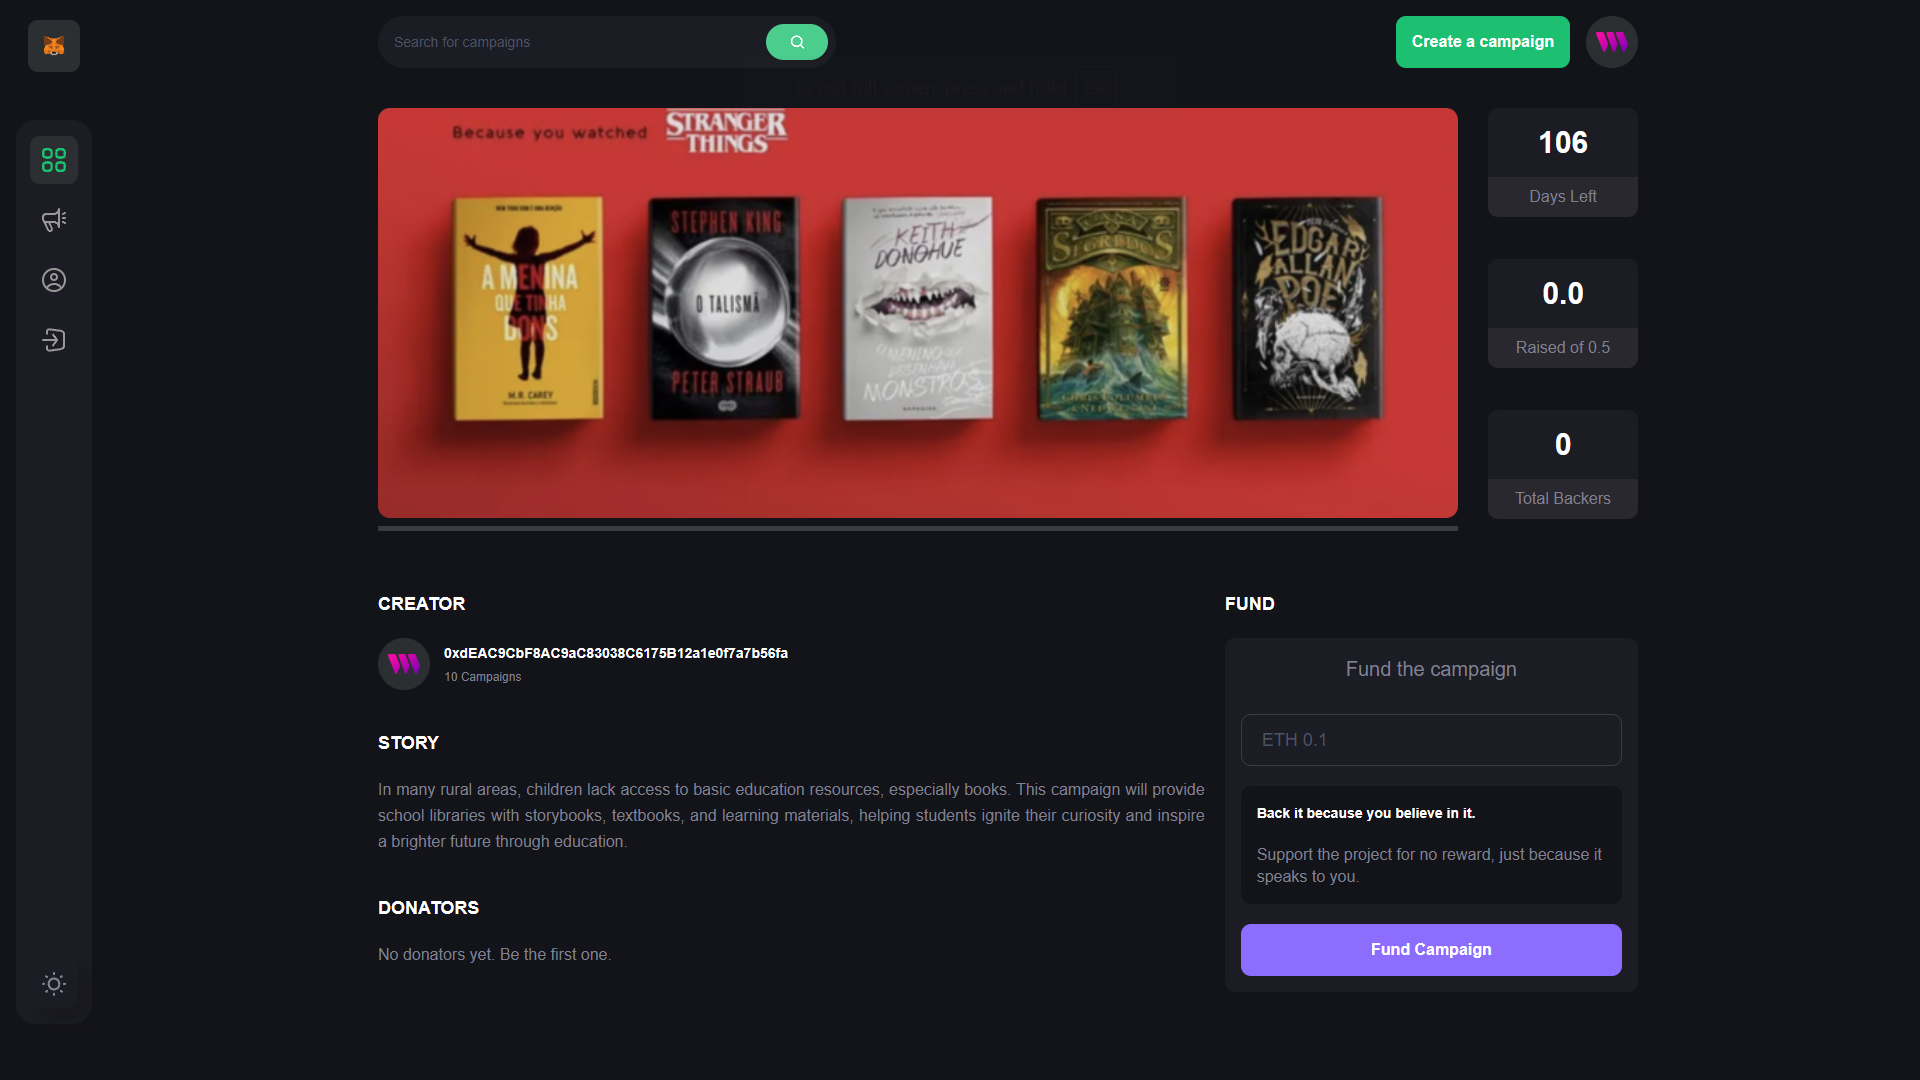 Search for campaigns
Create a campaign
To exit full screen, press and hold Esc
Because you watched STRANGER THINGS
A MENINA
QUE TINHA
DONS
M.R. CAREY
STEPHEN KING
O TALISMÃ
PETER STRAUB
KEITH
DONOHUE
O MENINO QUE
DESENHAVA
MONSTROS
DARKSIDE
SEGREDOS
CHRIS COLUMBUS
EDGAR
ALLAN
POE
106
Days Left
0.0
Raised of 0.5
0
Total Backers
CREATOR
0xdEAC9CbF8AC9aC83038C6175B12a1e0f7a7b56fa
10 Campaigns
STORY
In many rural areas, children lack access to basic education resources, especially books. This campaign will provide
school libraries with storybooks, textbooks, and learning materials, helping students ignite their curiosity and inspire
a brighter future through education.
DONATORS
No donators yet. Be the first one.
FUND
Fund the campaign
ETH 0.1
Back it because you believe in it.
Support the project for no reward, just because it
speaks to you.
Fund Campaign